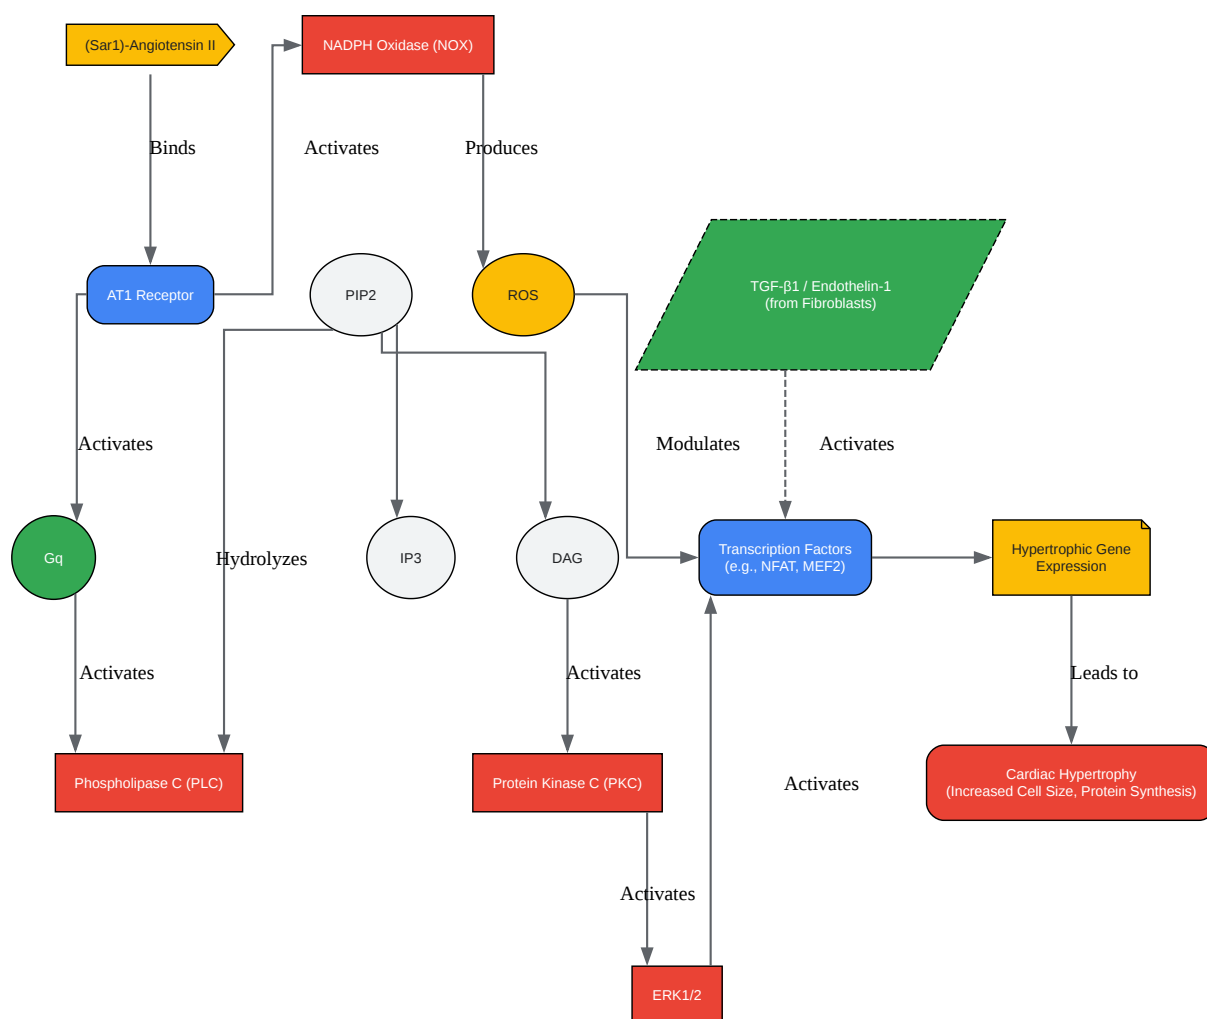 (Sar1)-Angiotensin II
NADPH Oxidase (NOX)
Binds
Activates
Produces
AT1 Receptor
PIP2
ROS
TGF-β1 / Endothelin-1
(from Fibroblasts)
Activates
Modulates
Activates
Gq
Hydrolyzes
IP3
DAG
Transcription Factors
(e.g., NFAT, MEF2)
Hypertrophic Gene
Expression
Activates
Activates
Leads to
Phospholipase C (PLC)
Protein Kinase C (PKC)
Activates
Cardiac Hypertrophy
(Increased Cell Size, Protein Synthesis)
Activates
ERK1/2